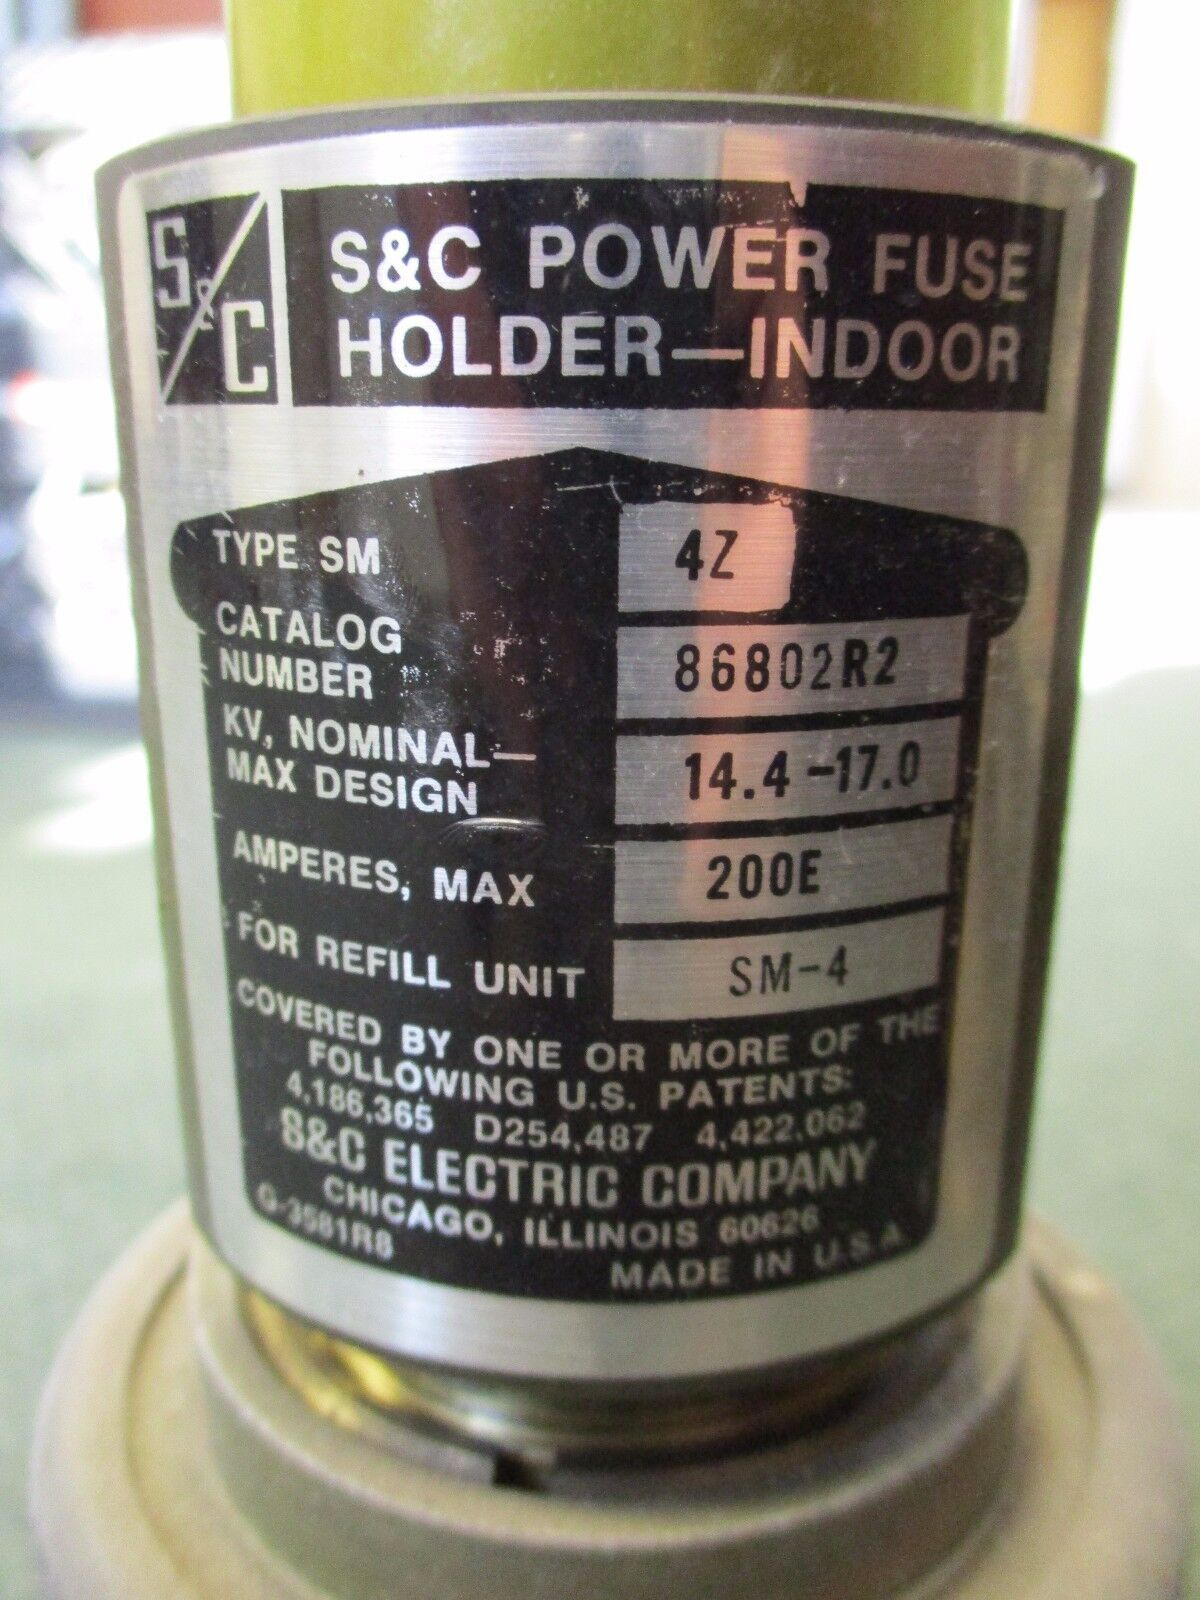 S&C
S&C POWER FUSE
HOLDER—INDOOR
TYPE SM 4Z
CATALOG
NUMBER 86802R2
KV, NOMINAL—
MAX DESIGN 14.4-17.0
AMPERES, MAX 200E
FOR REFILL UNIT SM-4
COVERED BY ONE OR MORE OF THE
FOLLOWING U.S. PATENTS:
4,186,365 D254,487 4,422,062
S&C ELECTRIC COMPANY
CHICAGO, ILLINOIS 60626
G-3581R8
MADE IN U.S.A.